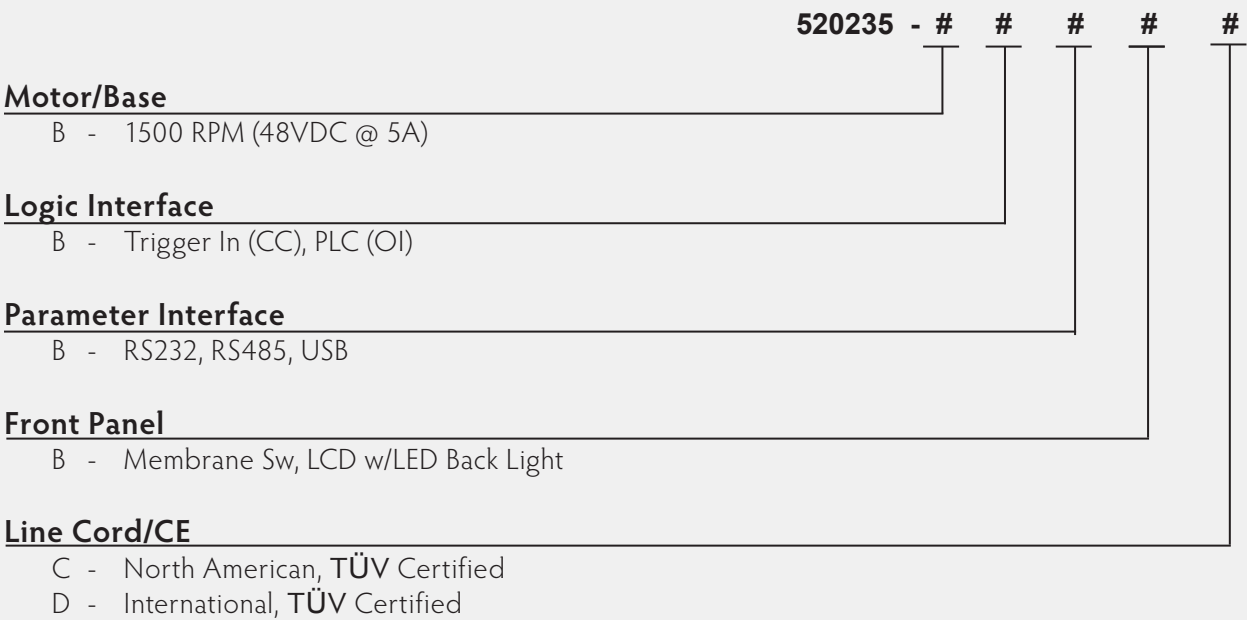 520235 - # # # # #
Motor/Base
B - 1500 RPM (48VDC @ 5A)
Logic Interface
B - Trigger In (CC), PLC (OI)
Parameter Interface
B - RS232, RS485, USB
Front Panel
B - Membrane Sw, LCD w/LED Back Light
Line Cord/CE
C - North American, TÜV Certified
D - International, TÜV Certified